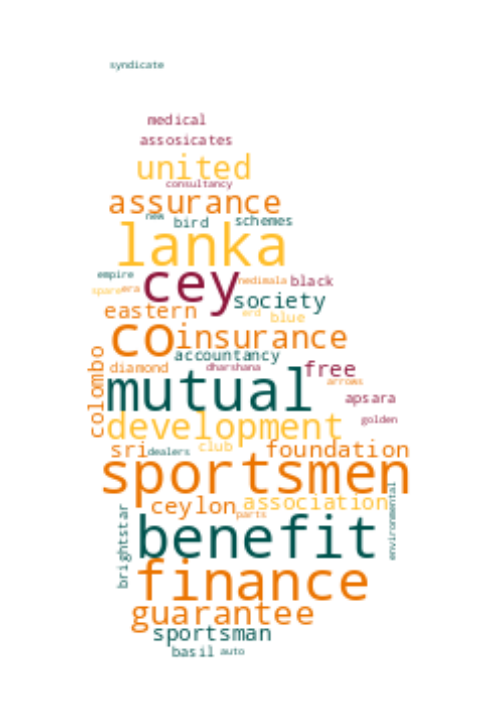 syndicate
medical
assosicates
united
consultancy
assurance
new
bird
schemes
lanka
empire
cey
nedimala
black
spare
era
society
eastern
end
blue
co
insurance
accountancy
colombo
diamond
dharshana
free
arrows
mutual
apsara
golden
development
sri
dealers
club
foundation
sportsmen
ceylon
association
parts
environmental
brightstar
benefit
finance
guarantee
sportsman
basil
auto